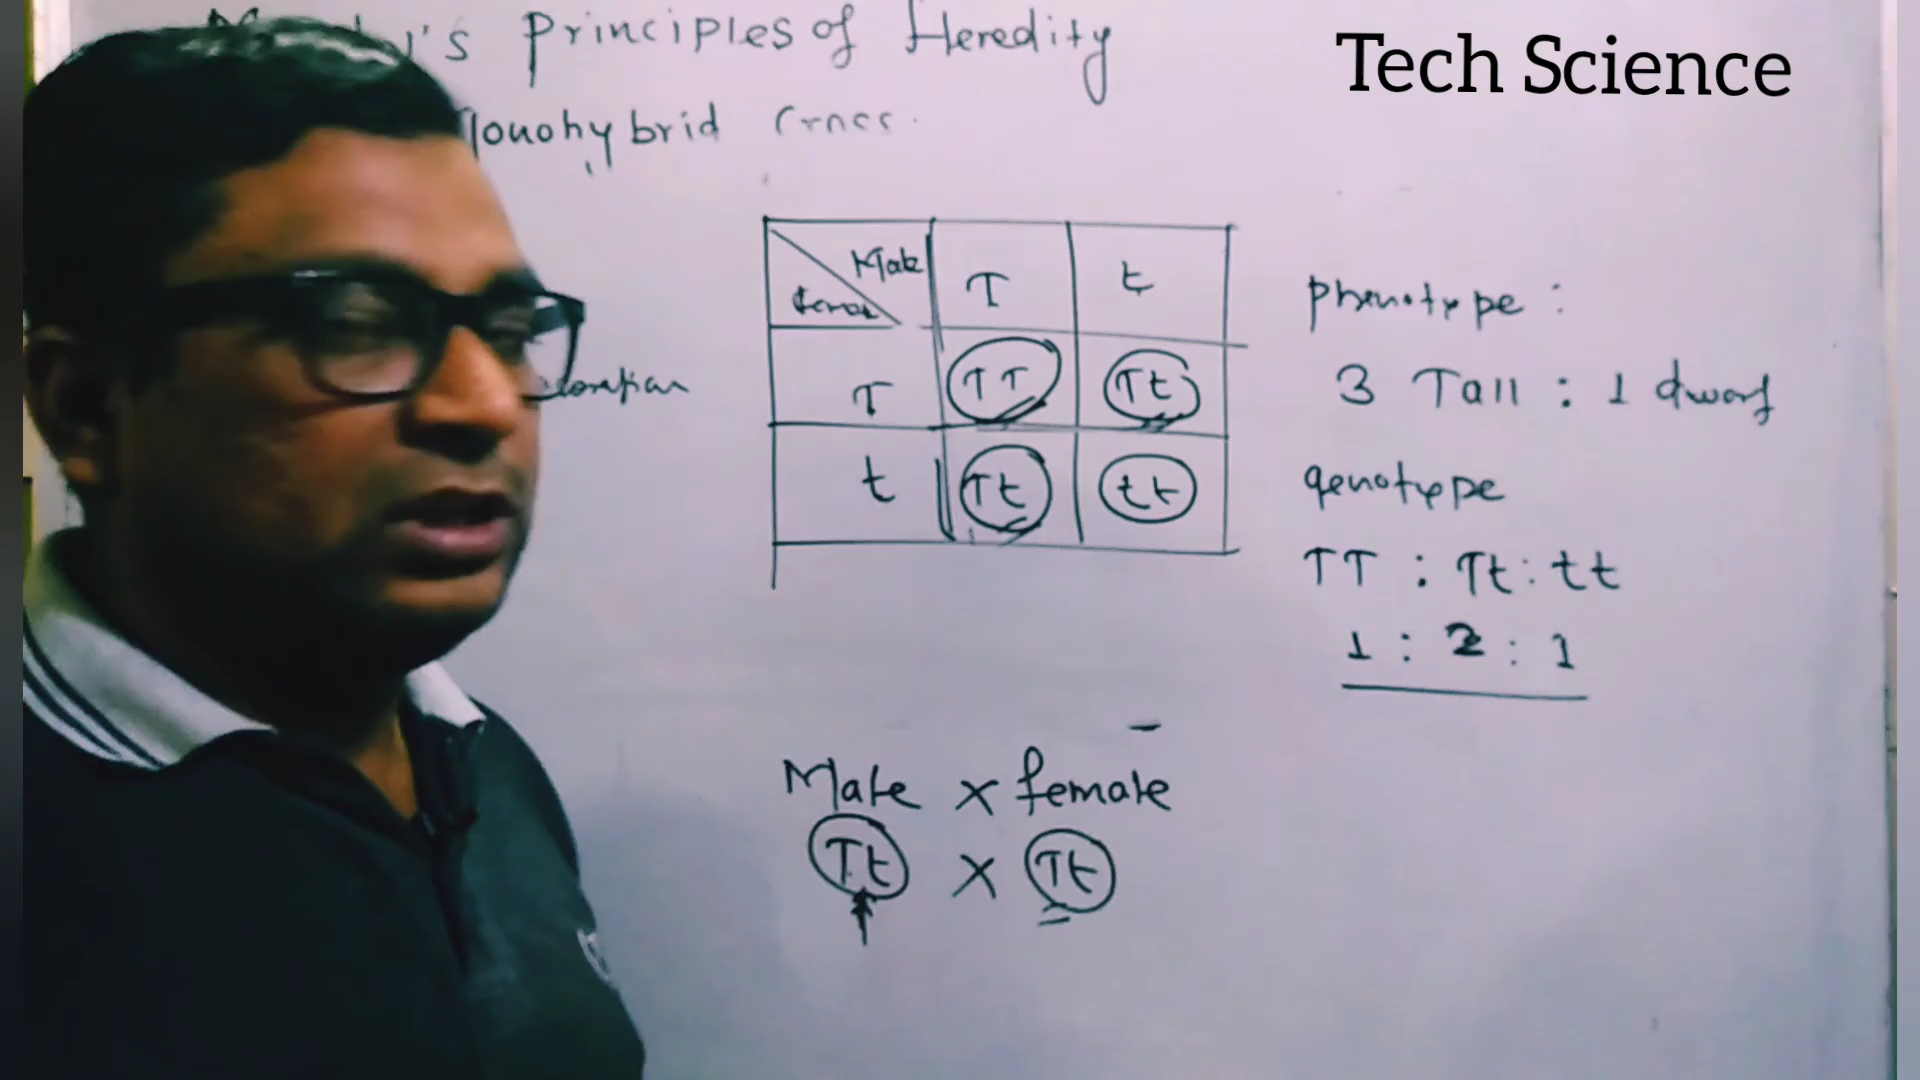 Tech Science
's Principles of Heredity
Monohybrid Cross.
Male T t
female
T TT Tt
t Tt tt
phenotype :
3 Tall : 1 dwarf
genotype
TT : Tt : tt
1 : 2 : 1
Male x female
Tt x Tt